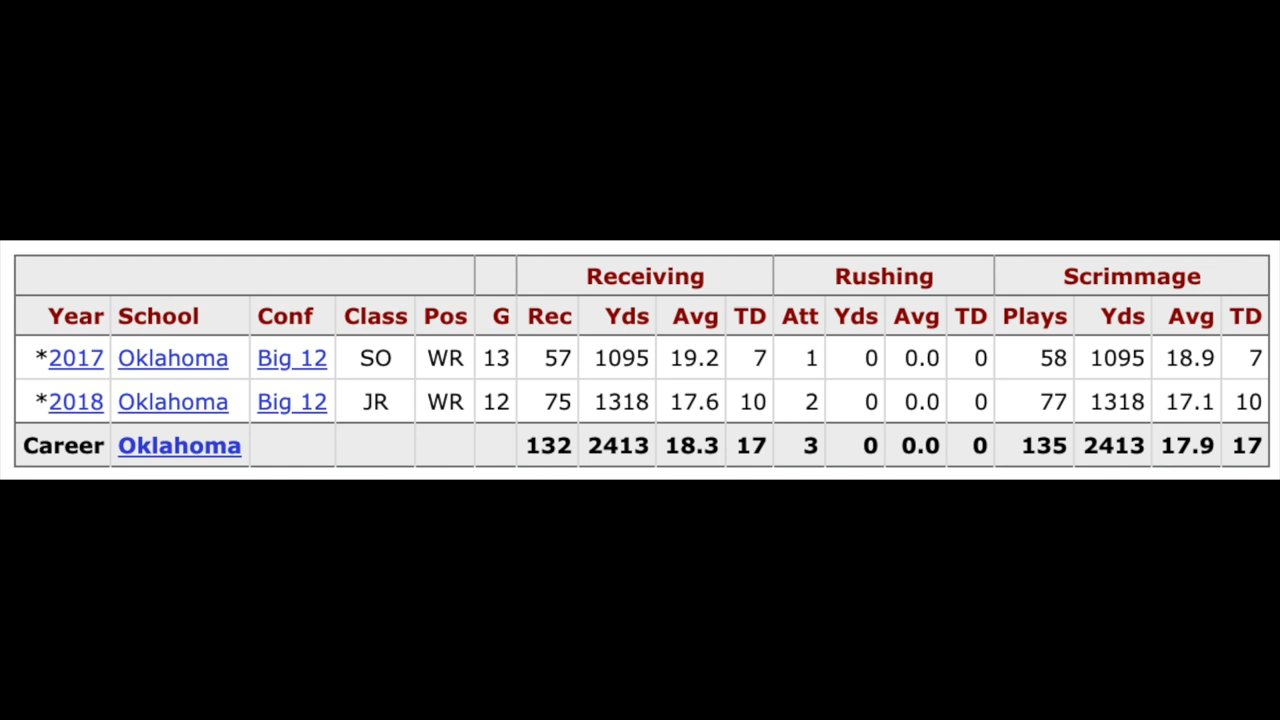 Receiving Rushing Scrimmage
Year School Conf Class Pos G Rec Yds Avg TD Att Yds Avg TD Plays Yds Avg TD
*2017 Oklahoma Big 12 SO WR 13 57 1095 19.2 7 1 0 0.0 0 58 1095 18.9 7
*2018 Oklahoma Big 12 JR WR 12 75 1318 17.6 10 2 0 0.0 0 77 1318 17.1 10
Career Oklahoma 132 2413 18.3 17 3 0 0.0 0 135 2413 17.9 17